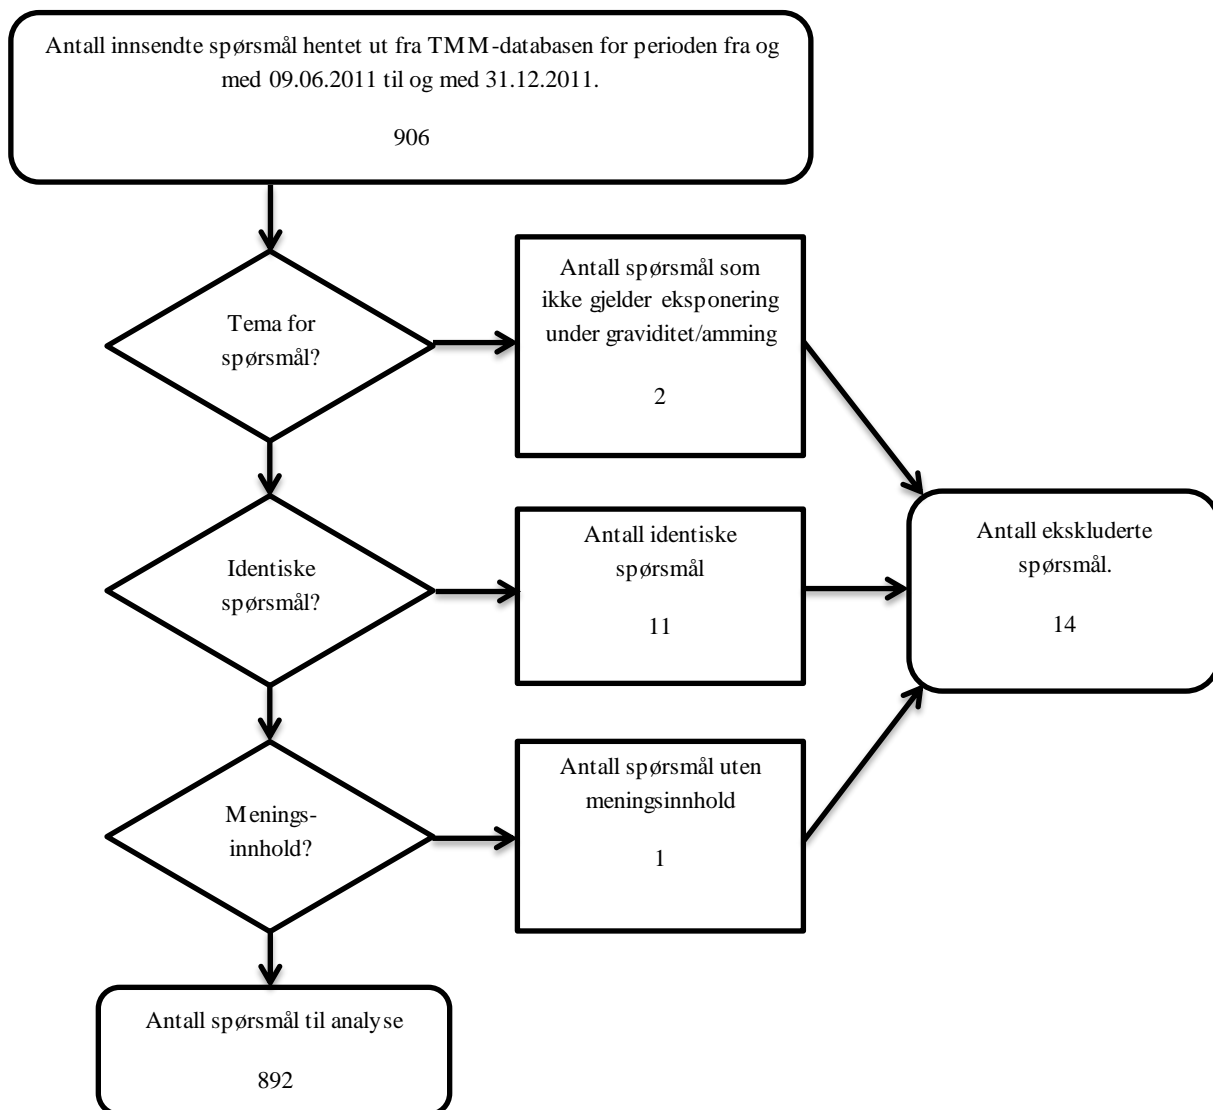 Antall innsendte spørsmål hentet ut fra TMM-databasen for perioden fra og
med 09.06.2011 til og med 31.12.2011.
906
Tema for
spørsmål?
Antall spørsmål som
ikke gjelder eksponering
under graviditet/amming
2
Identiske
spørsmål?
Antall identiske
spørsmål
11
Antall ekskluderte
spørsmål.
14
Menings-
innhold?
Antall spørsmål uten
meningsinnhold
1
Antall spørsmål til analyse
892